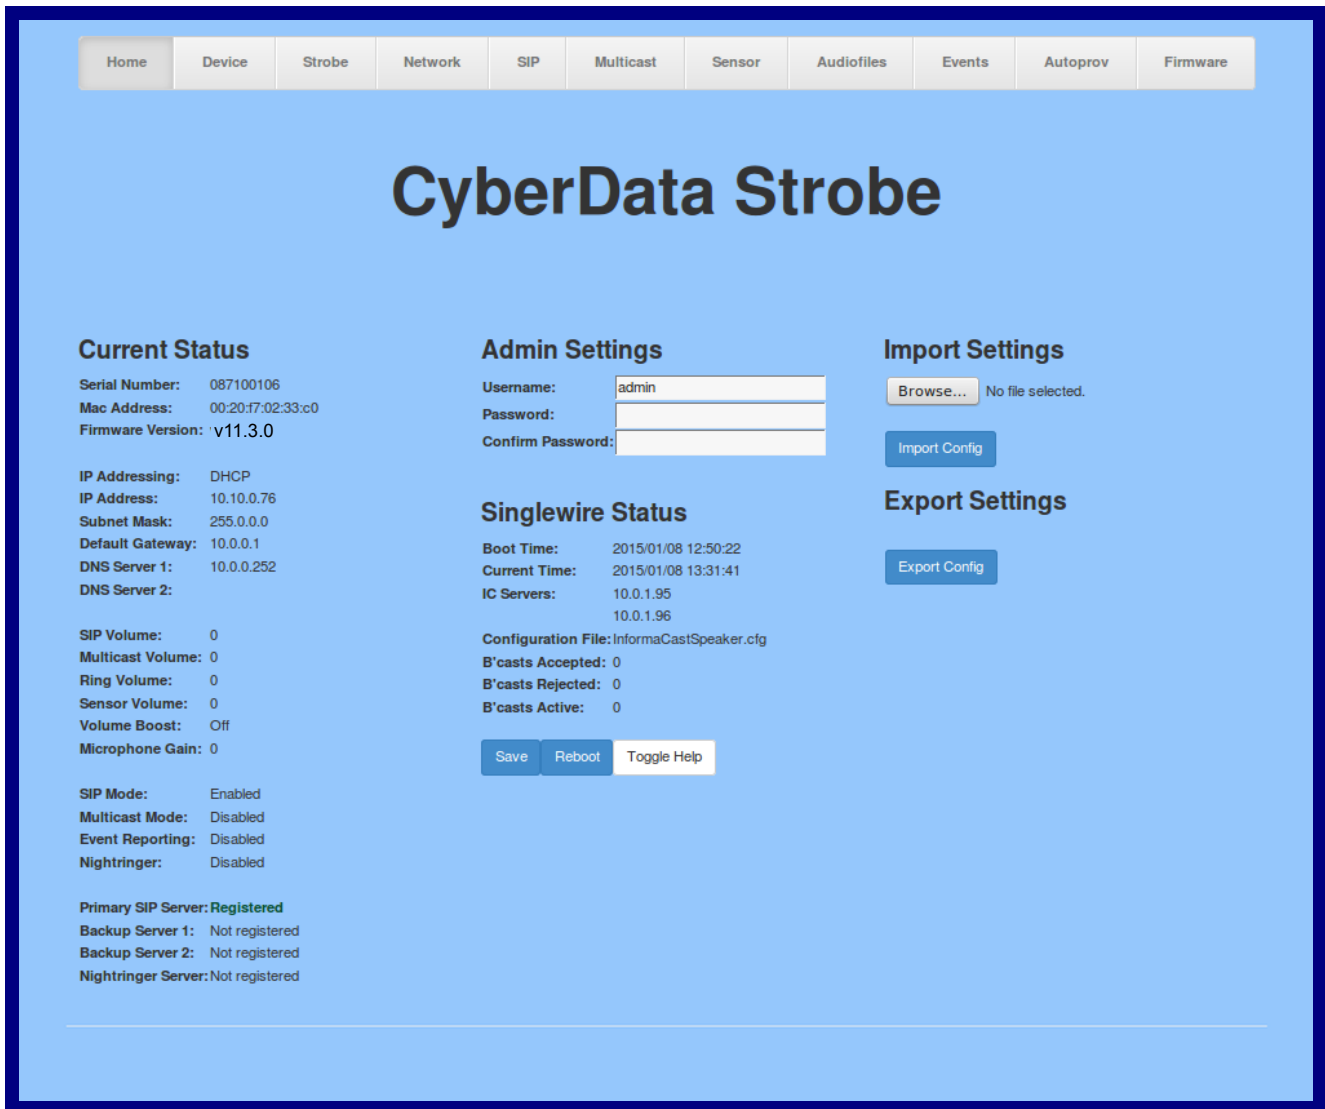 Home Device Strobe Network SIP Multicast Sensor Audiofiles Events Autoprov Firmware
CyberData Strobe
Current Status
Serial Number: 087100106
Mac Address: 00:20:f7:02:33:c0
Firmware Version: v11.3.0
IP Addressing: DHCP
IP Address: 10.10.0.76
Subnet Mask: 255.0.0.0
Default Gateway: 10.0.0.1
DNS Server 1: 10.0.0.252
DNS Server 2:
SIP Volume: 0
Multicast Volume: 0
Ring Volume: 0
Sensor Volume: 0
Volume Boost: Off
Microphone Gain: 0
SIP Mode: Enabled
Multicast Mode: Disabled
Event Reporting: Disabled
Nightringer: Disabled
Primary SIP Server: Registered
Backup Server 1: Not registered
Backup Server 2: Not registered
Nightringer Server: Not registered
Admin Settings
Username: admin
Password:
Confirm Password:
Singlewire Status
Boot Time: 2015/01/08 12:50:22
Current Time: 2015/01/08 13:31:41
IC Servers: 10.0.1.95
10.0.1.96
Configuration File: InformaCastSpeaker.cfg
B'casts Accepted: 0
B'casts Rejected: 0
B'casts Active: 0
Save Reboot Toggle Help
Import Settings
Browse... No file selected.
Import Config
Export Settings
Export Config